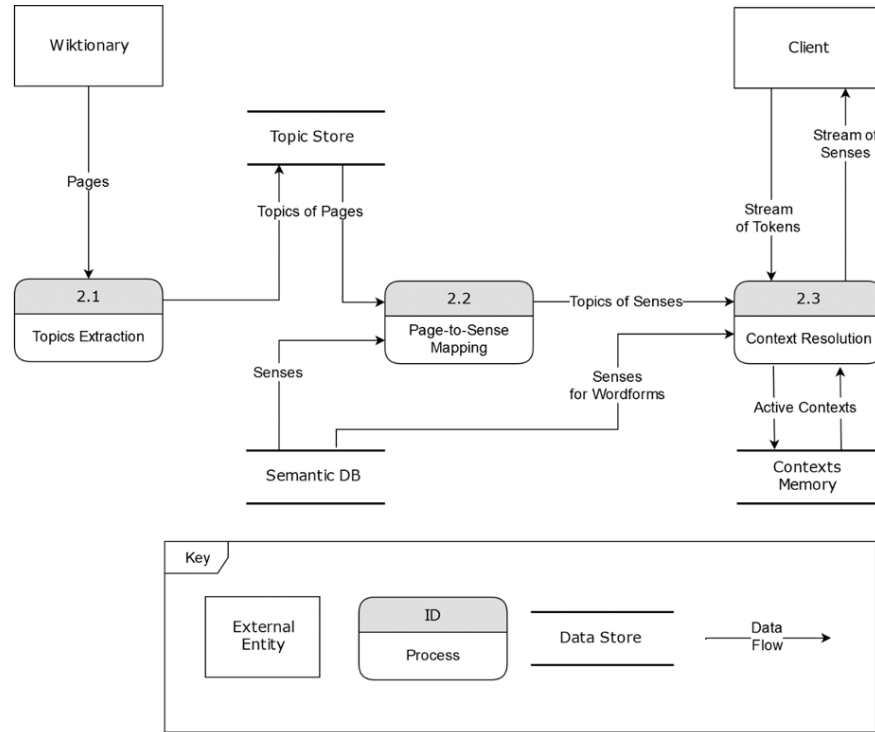 Wiktionary
Client
Topic Store
Stream of
Senses
Pages
Topics of Pages
Stream
of Tokens
2.1
Topics Extraction
2.2
Page-to-Sense
Mapping
Topics of Senses
2.3
Context Resolution
Senses
Senses
for Wordforms
Active Contexts
Semantic DB
Contexts
Memory
Key
External
Entity
ID
Process
Data Store
Data
Flow